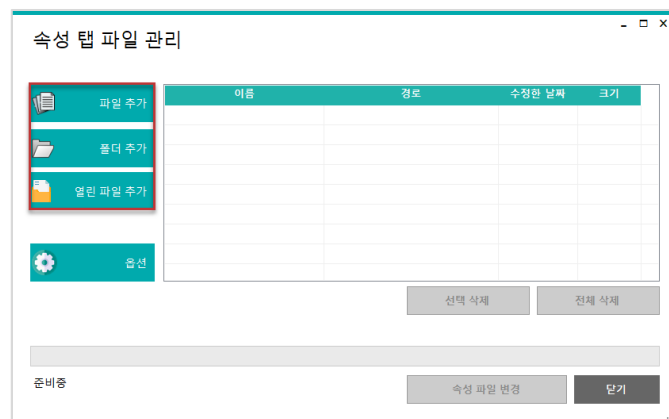 속성 탭 파일 관리
파일 추가
폴더 추가
열린 파일 추가
옵션
이름 경로 수정한 날짜 크기
선택 삭제 전체 삭제
준비중
속성 파일 변경 닫기